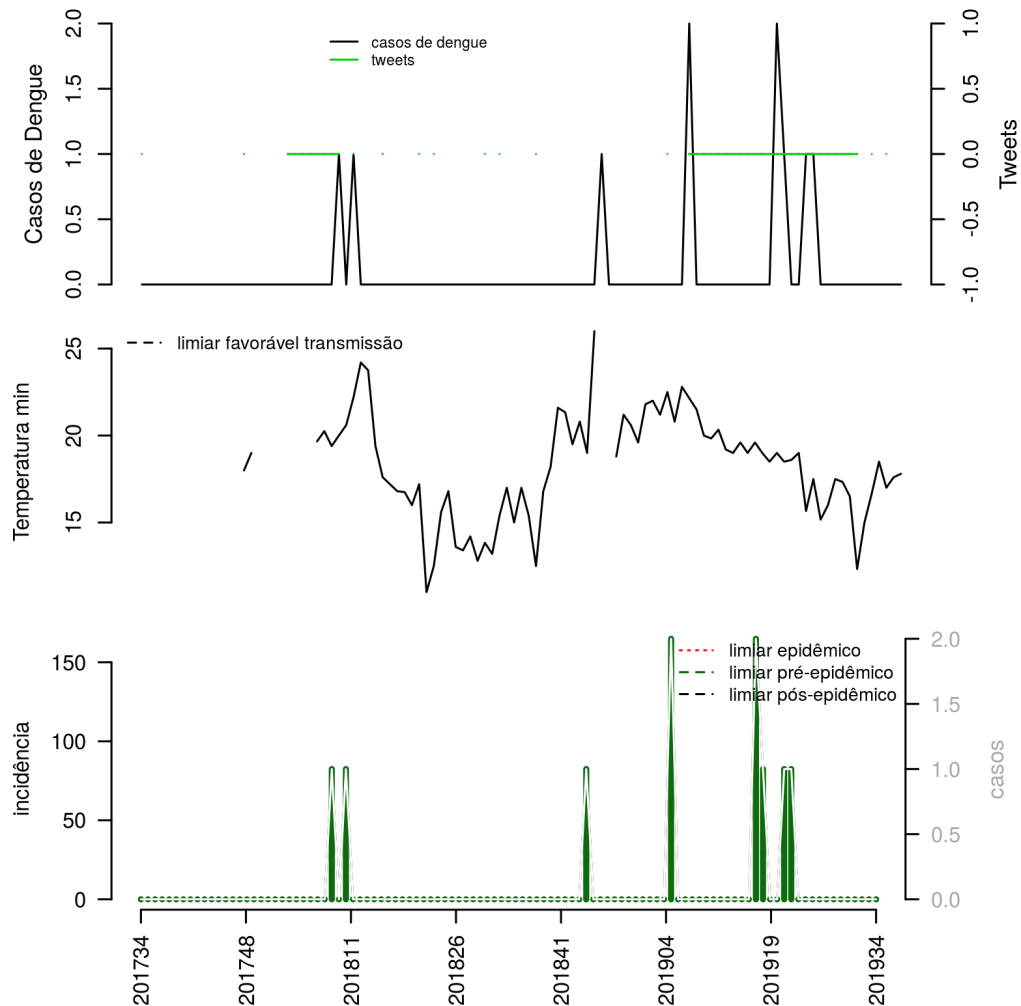 Casos de Dengue
2.0
1.5
1.0
0.5
0.0
casos de dengue
tweets
1.0
0.5
0.0
-0.5
-1.0
Tweets
Temperatura min
25
20
15
limiar favorável transmissão
incidência
150
100
50
0
limiar epidêmico
limiar pré-epidêmico
limiar pós-epidêmico
2.0
1.5
1.0
0.5
0.0
casos
201734
201748
201811
201826
201841
201904
201919
201934